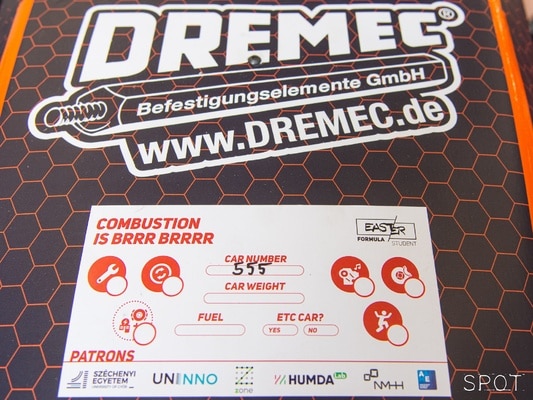 DREMEC®
Befestigungselemente GmbH
www.DREMEC.de
COMBUSTION
IS BRRR BRRRR
EASTER
FORMULA STUDENT
CAR NUMBER
555
CAR WEIGHT
FUEL
ETC CAR?
YES NO
PATRONS
SZÉCHENYI
EGYETEM
UNINNO
zone
HUMDA Lab
NMHH
SPOT